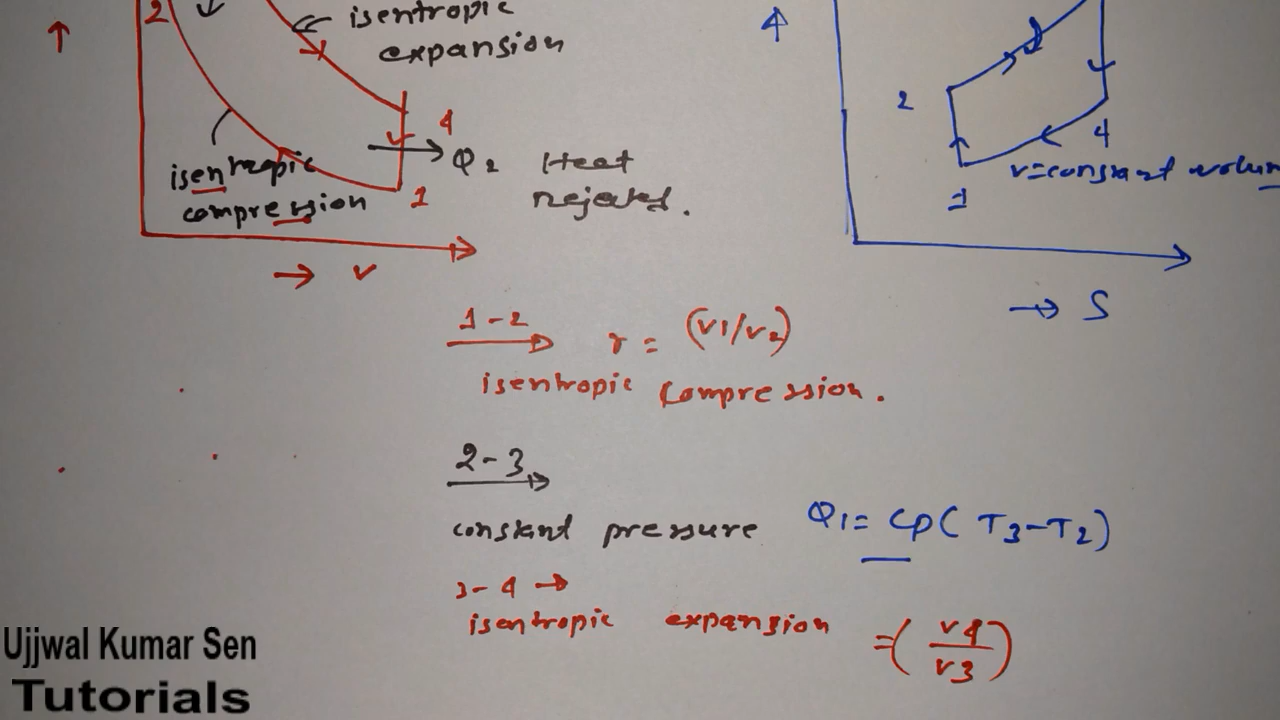 2
isentropic
expansion
4
isentropic
compression
1
Q2 Heat
rejected.
→ v
2
4
v=constant volum
1
→ S
1-2
r = (v1/v2)
isentropic compression.
2-3
constant pressure Q1= cp( T3-T2)
3-4 →
isentropic expansion =( v4/v3 )
Ujjwal Kumar Sen
Tutorials